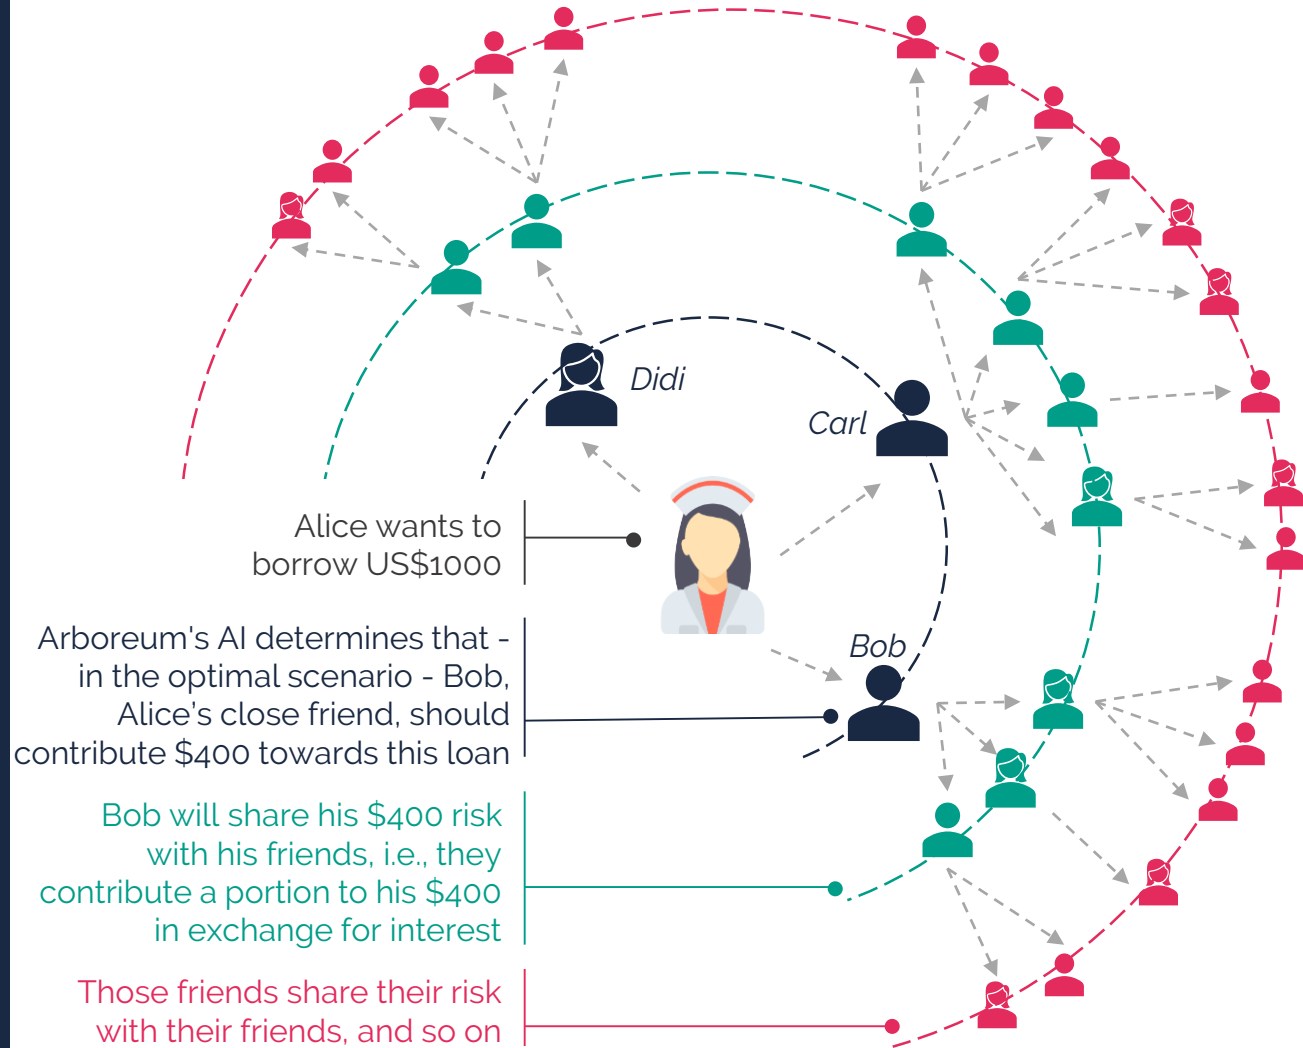 Didi
Carl
Alice wants to
borrow US$1000
Bob
Arboreum's AI determines that -
in the optimal scenario - Bob,
Alice’s close friend, should
contribute $400 towards this loan
Bob will share his $400 risk
with his friends, i.e., they
contribute a portion to his $400
in exchange for interest
Those friends share their risk
with their friends, and so on